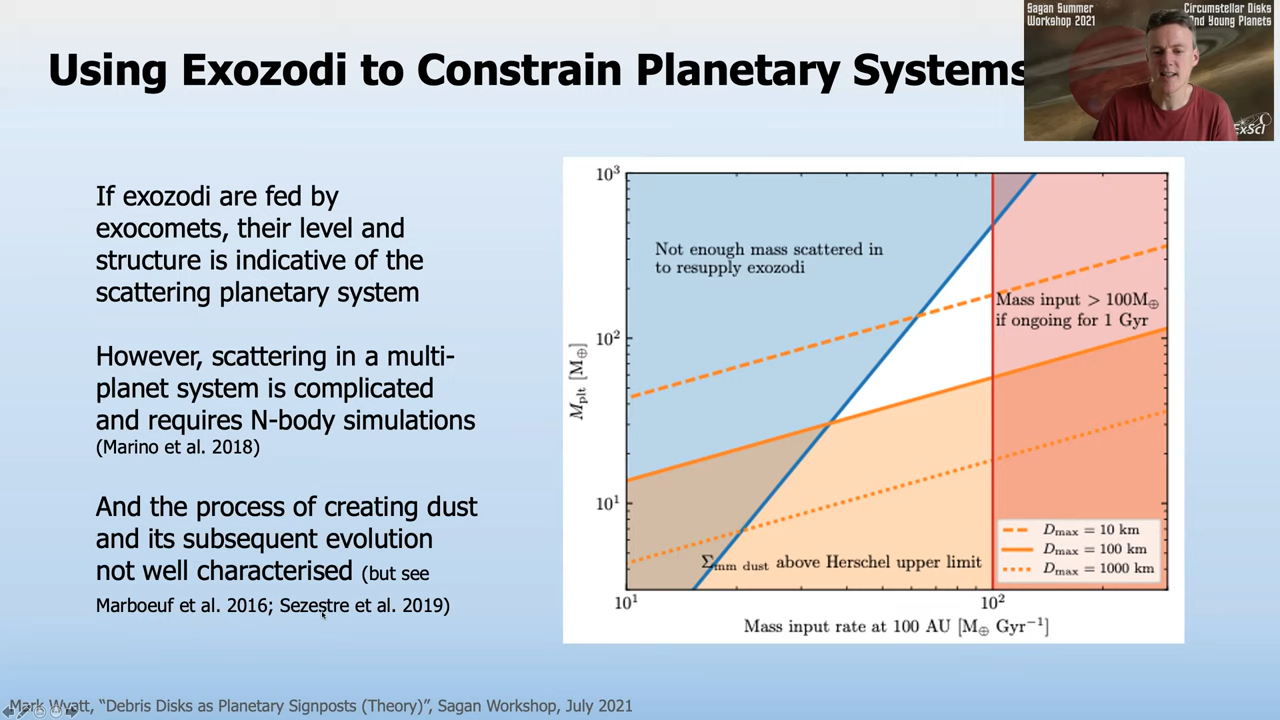 Using Exozodi to Constrain Planetary Systems
Sagan Summer
Workshop 2021
Circumstellar Disks
And Young Planets
ExSci
If exozodi are fed by
exocomets, their level and
structure is indicative of the
scattering planetary system
However, scattering in a multi-
planet system is complicated
and requires N-body simulations
(Marino et al. 2018)
And the process of creating dust
and its subsequent evolution
not well characterised (but see
Marboeuf et al. 2016; Sezestre et al. 2019)
10³
10²
10¹
M_plt [M⊕]
Not enough mass scattered in
to resupply exozodi
Mass input > 100M⊕
if ongoing for 1 Gyr
Σ_mm dust above Herschel upper limit
D_max = 10 km
D_max = 100 km
D_max = 1000 km
10¹ 10²
Mass input rate at 100 AU [M⊕ Gyr⁻¹]
Mark Wyatt, “Debris Disks as Planetary Signposts (Theory)”, Sagan Workshop, July 2021